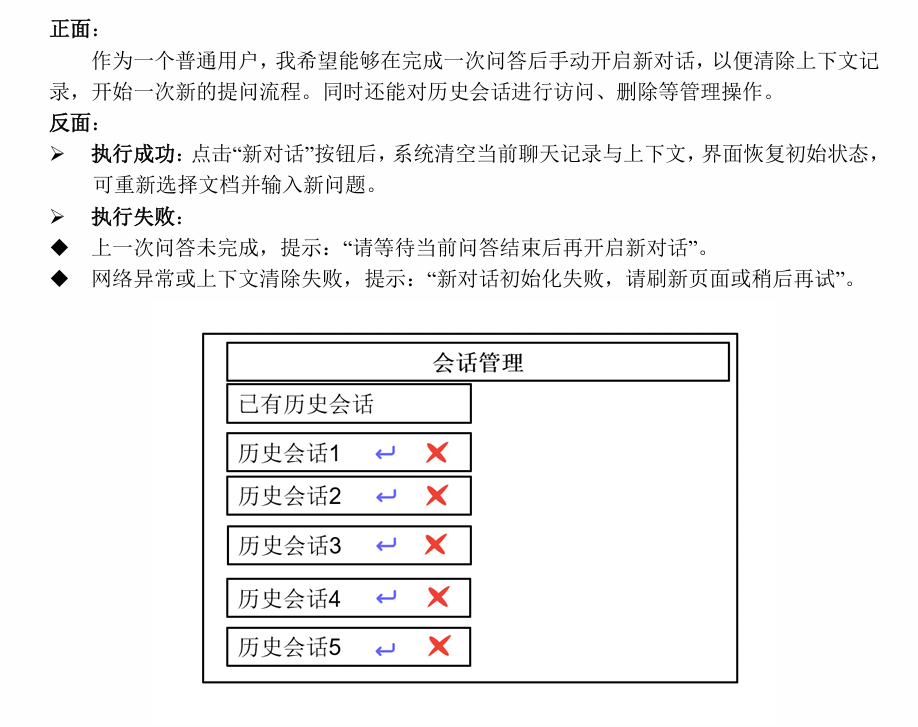 正面：
作为一个普通用户，我希望能够在完成一次问答后手动开启新对话，以便清除上下文记
录，开始一次新的提问流程。同时还能对历史会话进行访问、删除等管理操作。
反面：
➢ 执行成功：点击“新对话”按钮后，系统清空当前聊天记录与上下文，界面恢复初始状态，
可重新选择文档并输入新问题。
➢ 执行失败：
◆ 上一次问答未完成，提示：“请等待当前问答结束后再开启新对话”。
◆ 网络异常或上下文清除失败，提示：“新对话初始化失败，请刷新页面或稍后再试”。
会话管理
已有历史会话
历史会话1
历史会话2
历史会话3
历史会话4
历史会话5